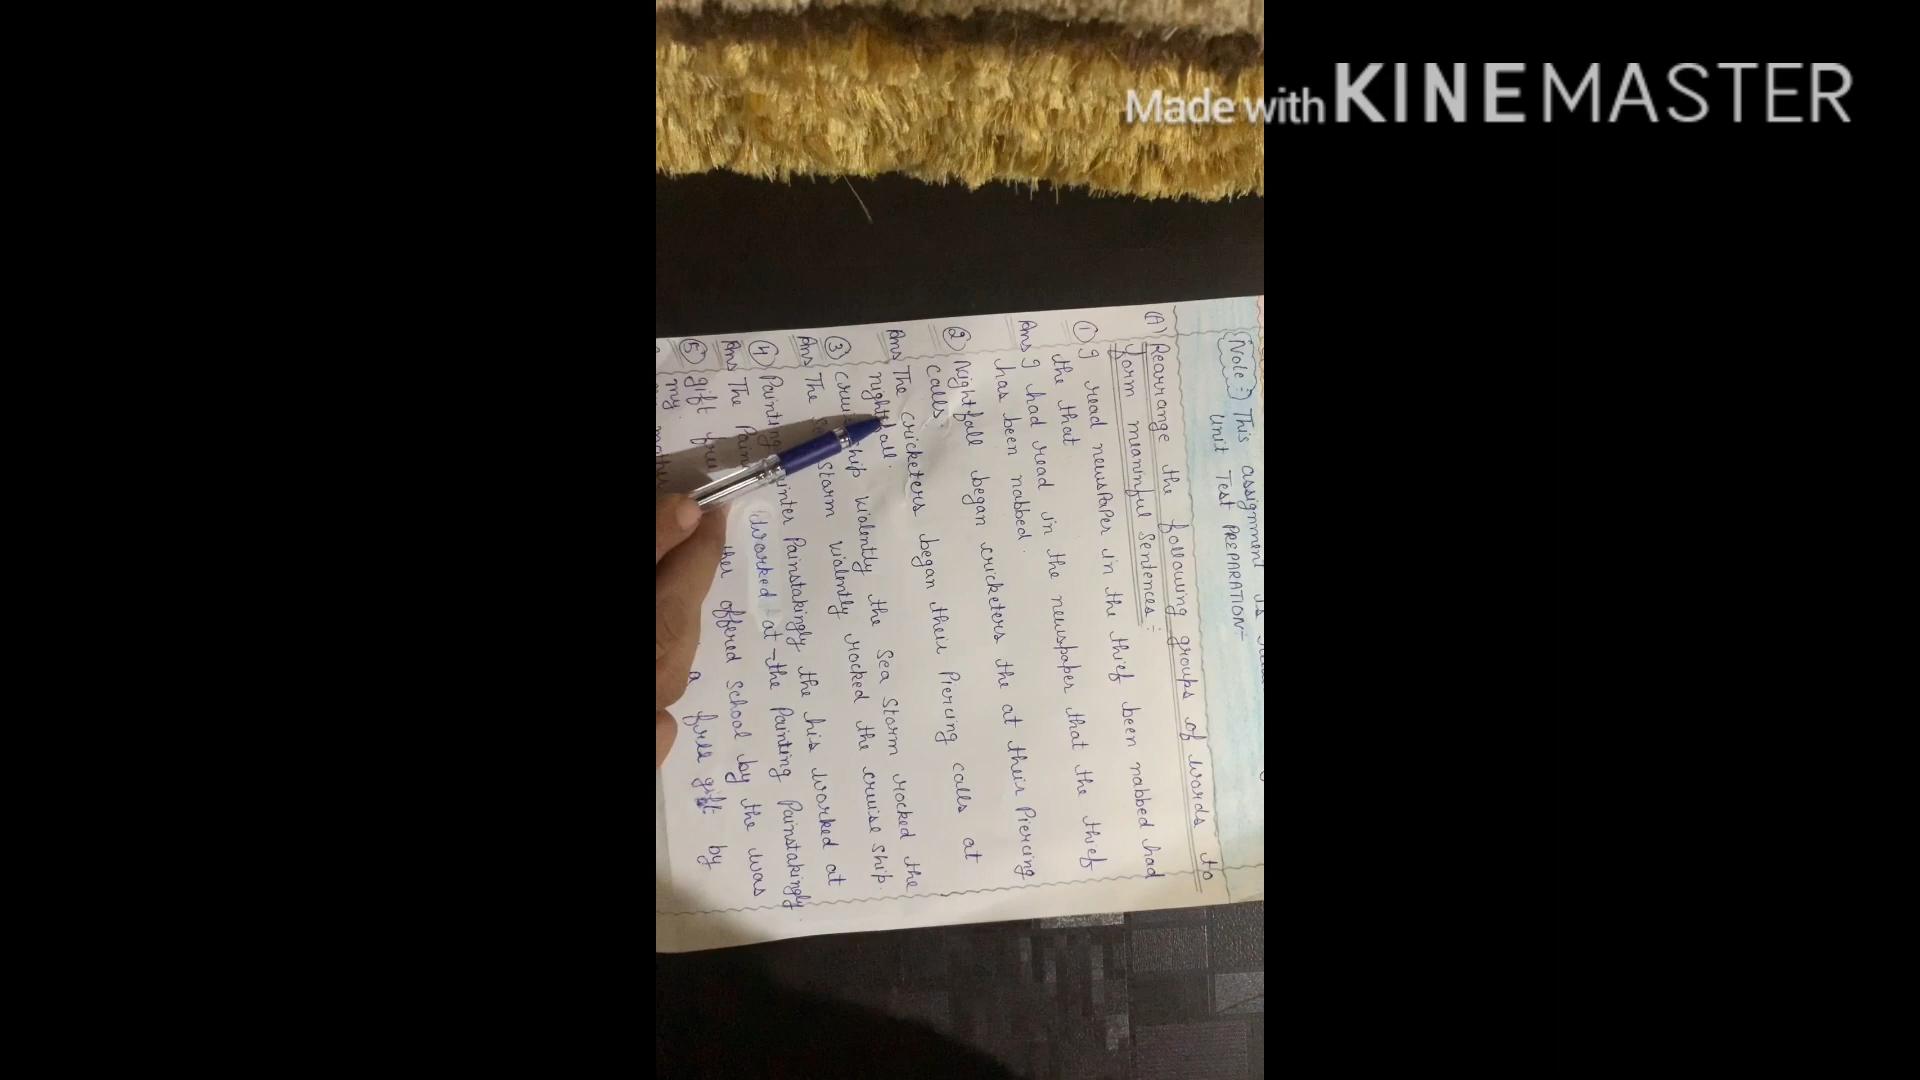 Made with KINEMASTER
Note:- This assignment is
Unit Test PREPARATION:-
(A) Rearrange the following groups of words to
form meaninful Sentences:-
① I read newspaper in the thief been nabbed had
the that
Ans I had read in the newspaper that the thief
has been nabbed.
② Nightfall began cricketers the at their Piercing
calls.
Ans The cricketers began their Piercing calls at
nightfall.
③ ship violently the Sea Storm rocked the
Ans The Storm violently rocked the cruise ship.
④ Painting Painstakingly the his worked at
Ans The worked at the Painting Painstakingly.
⑤ gift offered School by the was
my a free gift by